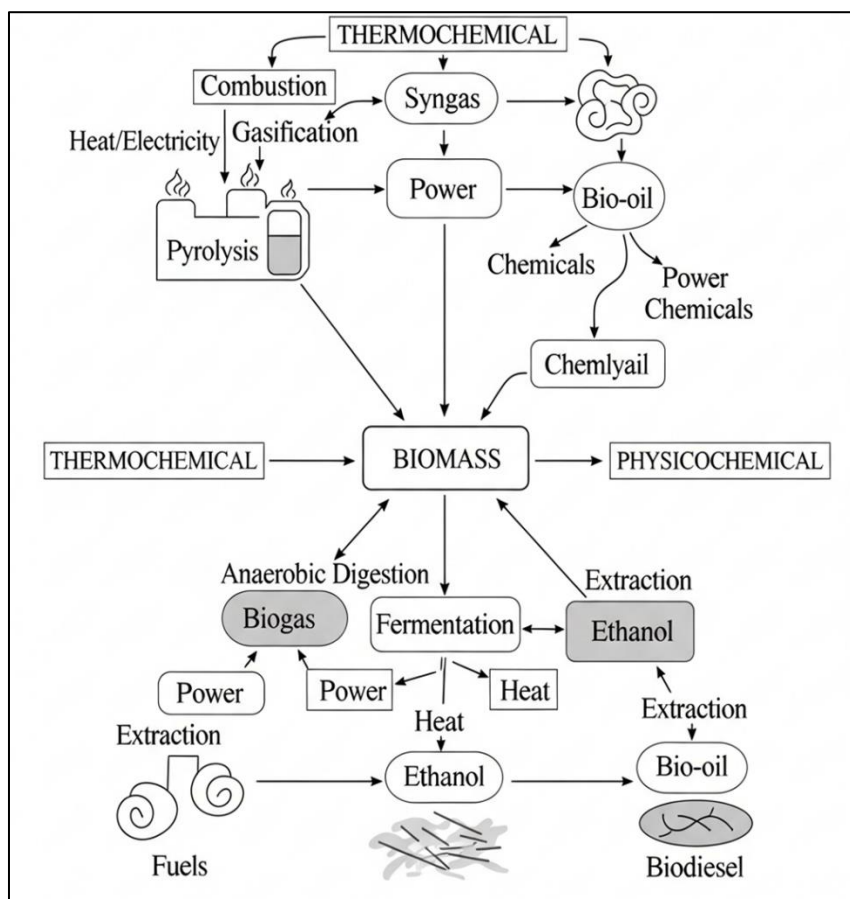 THERMOCHEMICAL
Combustion
Syngas
Heat/Electricity
Gasification
Power
Bio-oil
Pyrolysis
Chemicals
Power
Chemicals
Chemlyail
THERMOCHEMICAL
BIOMASS
PHYSICOCHEMICAL
Anaerobic Digestion
Extraction
Biogas
Fermentation
Ethanol
Power
Power
Heat
Heat
Extraction
Extraction
Ethanol
Bio-oil
Fuels
Biodiesel